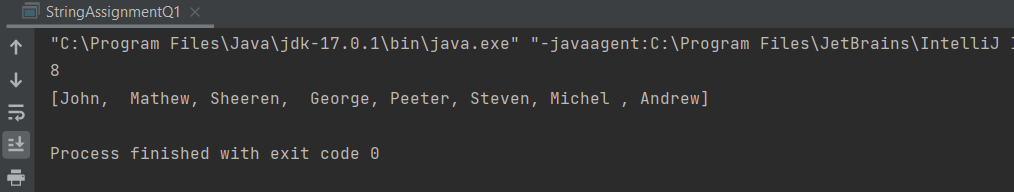 StringAssignmentQ1
"C:\Program Files\Java\jdk-17.0.1\bin\java.exe" "-javaagent:C:\Program Files\JetBrains\IntelliJ
8
[John,  Mathew, Sheeren,  George, Peeter, Steven, Michel , Andrew]
Process finished with exit code 0